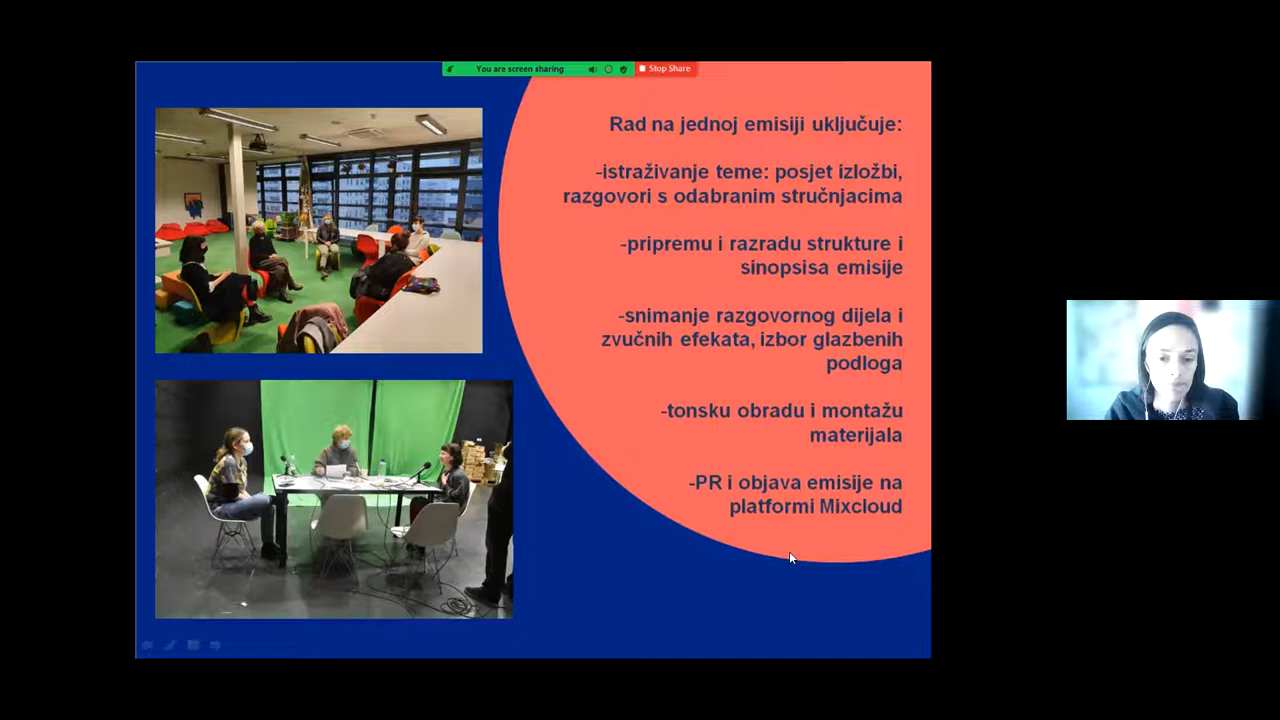 You are screen sharing
Stop Share
Rad na jednoj emisiji uključuje:
-istraživanje teme: posjet izložbi,
razgovori s odabranim stručnjacima
-pripremu i razradu strukture i
sinopsisa emisije
-snimanje razgovornog dijela i
zvučnih efekata, izbor glazbenih
podloga
-tonsku obradu i montažu
materijala
-PR i objava emisije na
platformi Mixcloud